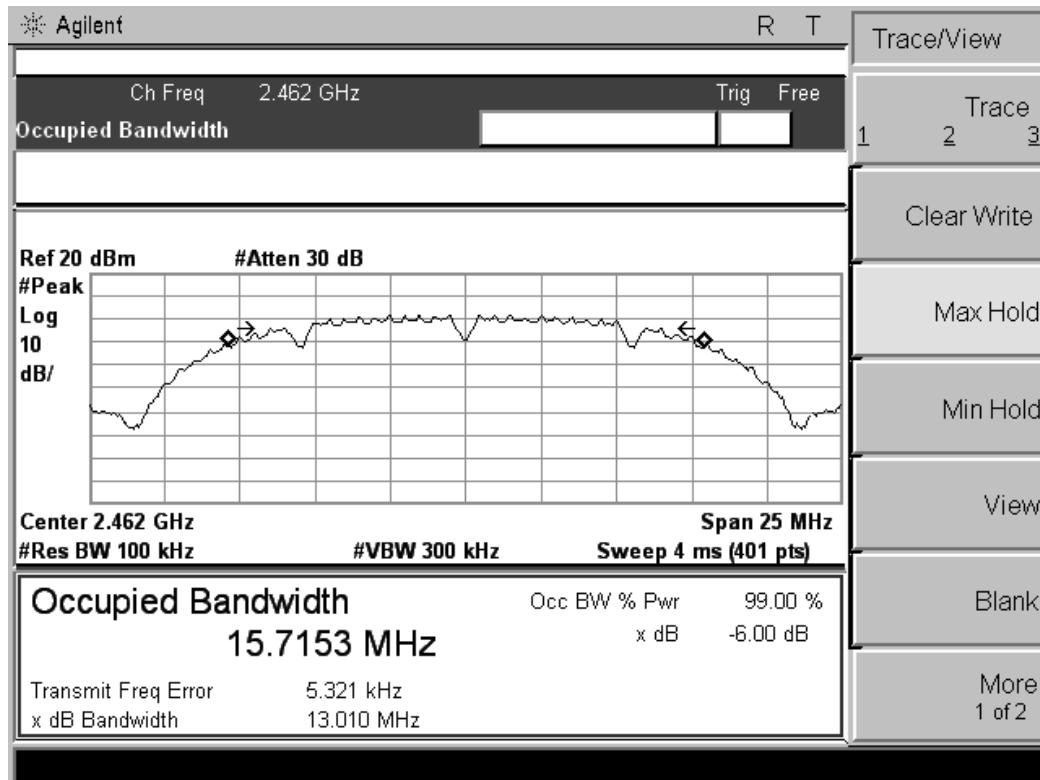 Agilent R T
Ch Freq 2.462 GHz Trig Free
Occupied Bandwidth
Ref 20 dBm #Atten 30 dB
#Peak
Log
10
dB/
Center 2.462 GHz Span 25 MHz
#Res BW 100 kHz #VBW 300 kHz Sweep 4 ms (401 pts)
Occupied Bandwidth Occ BW % Pwr 99.00 %
15.7153 MHz x dB -6.00 dB
Transmit Freq Error 5.321 kHz
x dB Bandwidth 13.010 MHz
Trace/View
Trace
1 2 3
Clear Write
Max Hold
Min Hold
View
Blank
More
1 of 2